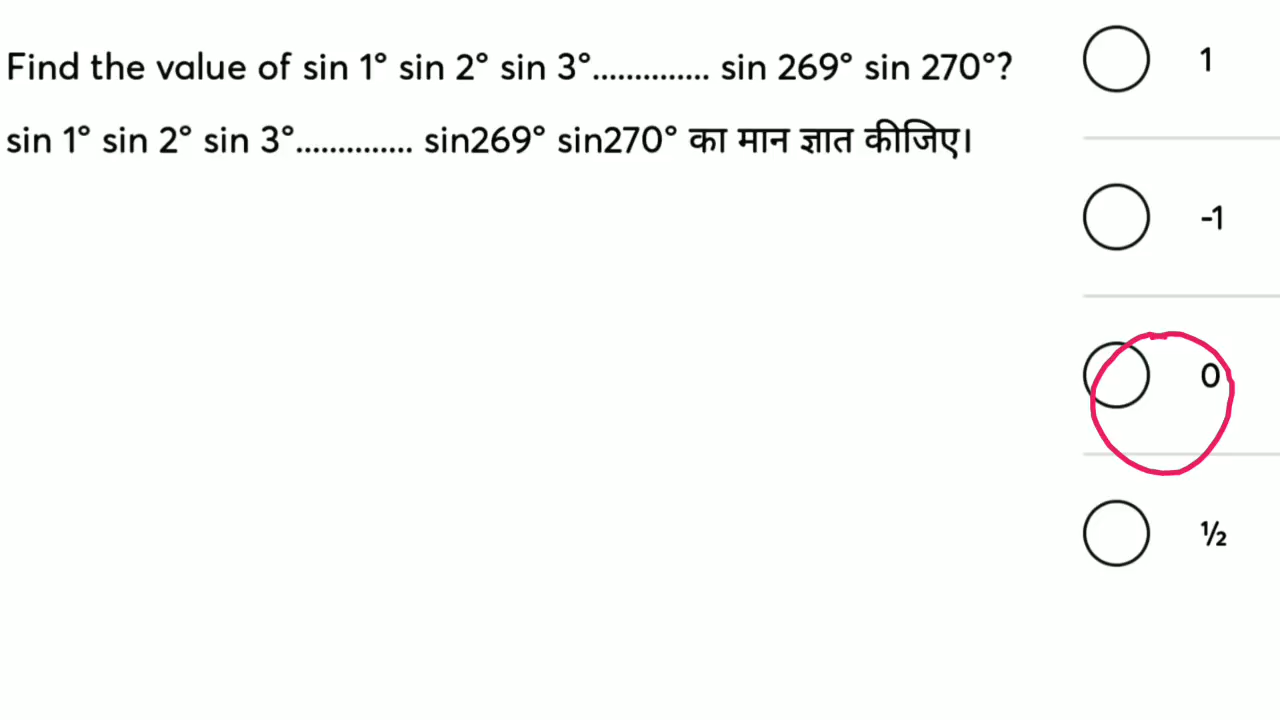 Find the value of sin 1° sin 2° sin 3°.............. sin 269° sin 270°?
sin 1° sin 2° sin 3°.............. sin269° sin270° का मान ज्ञात कीजिए।
1
-1
0
½